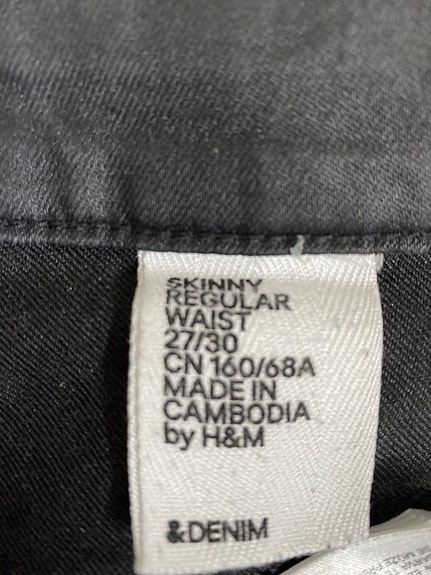 SKINNY
REGULAR
WAIST
27/30
CN 160/68A
MADE IN
CAMBODIA
by H&M
&DENIM